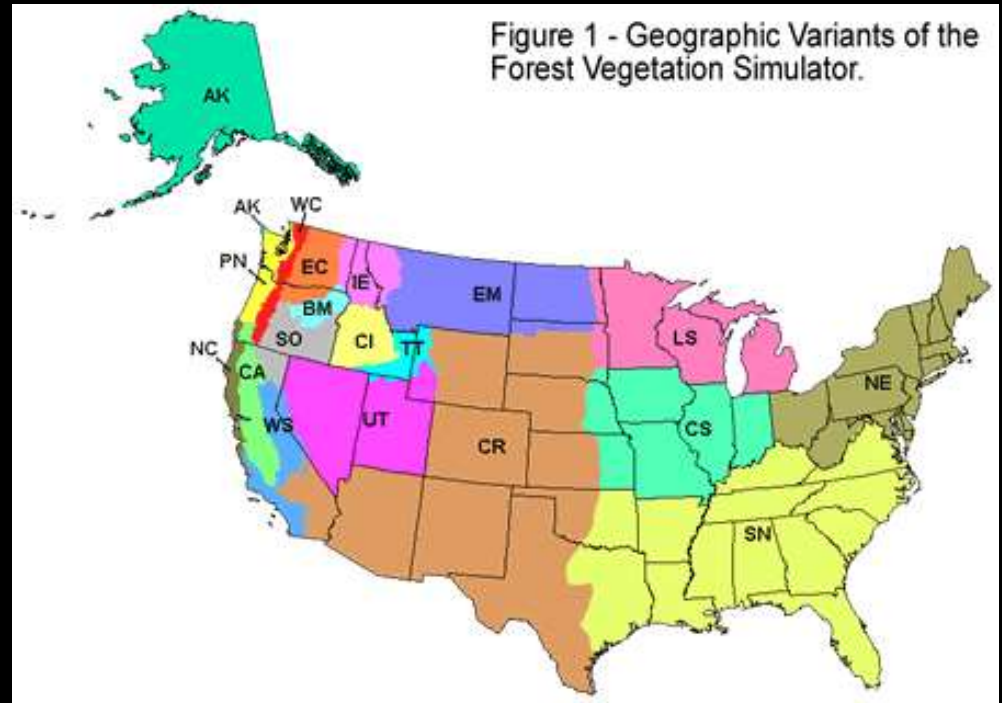 Figure 1 - Geographic Variants of the
Forest Vegetation Simulator.
AK
AK
WC
PN
EC
IE
EM
BM
LS
NC
SO
CI
TT
CA
NE
WS
UT
CS
CR
SN